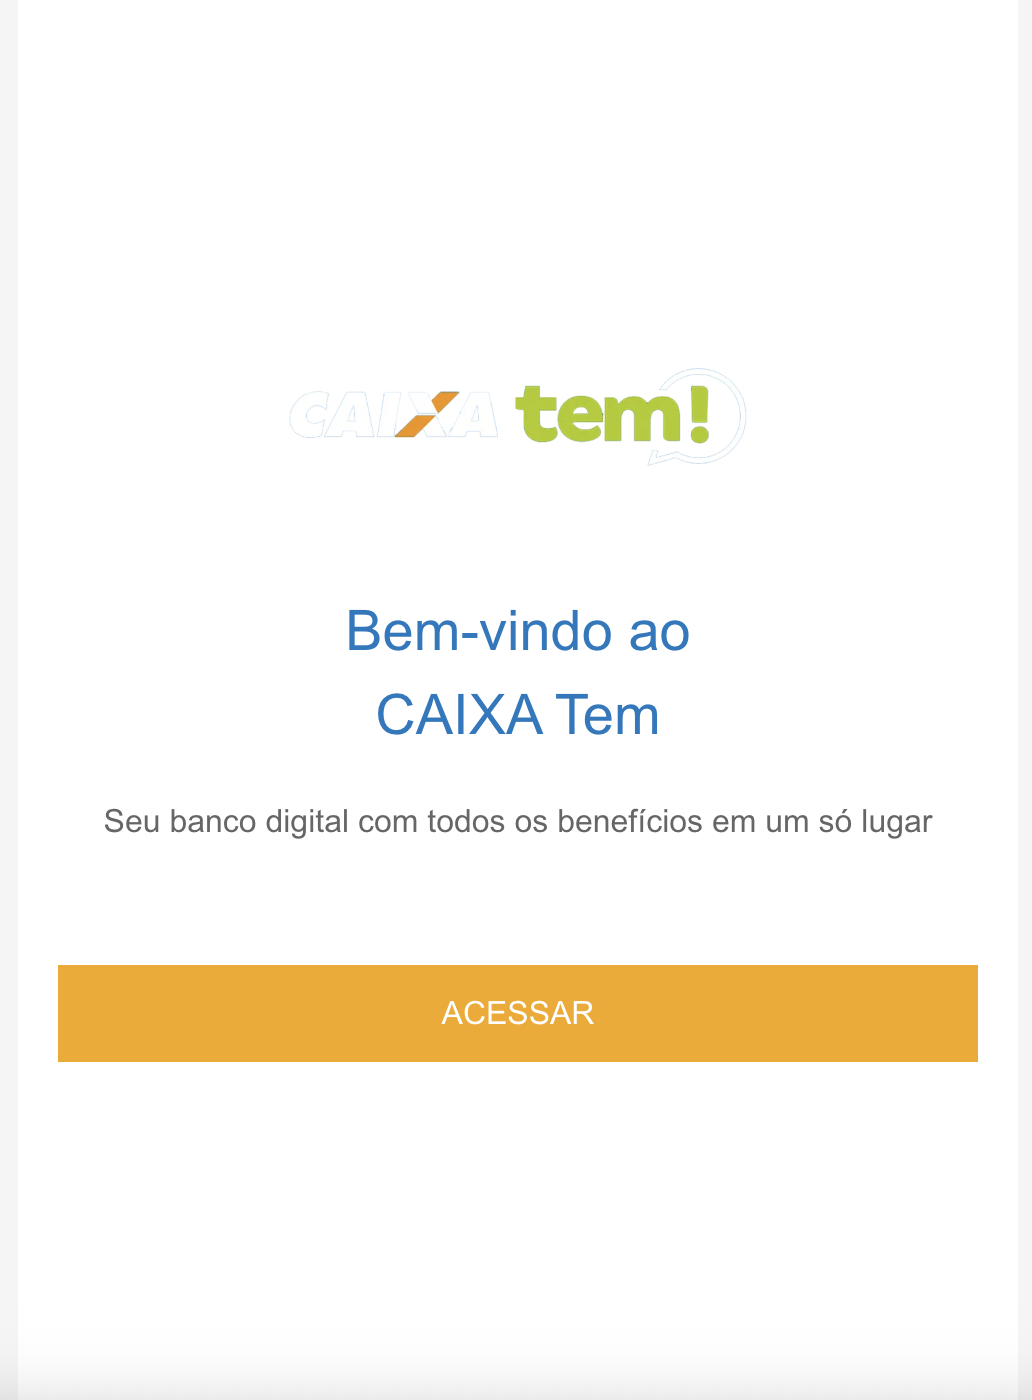 CAIXA tem!
Bem-vindo ao
CAIXA Tem
Seu banco digital com todos os benefícios em um só lugar
ACESSAR